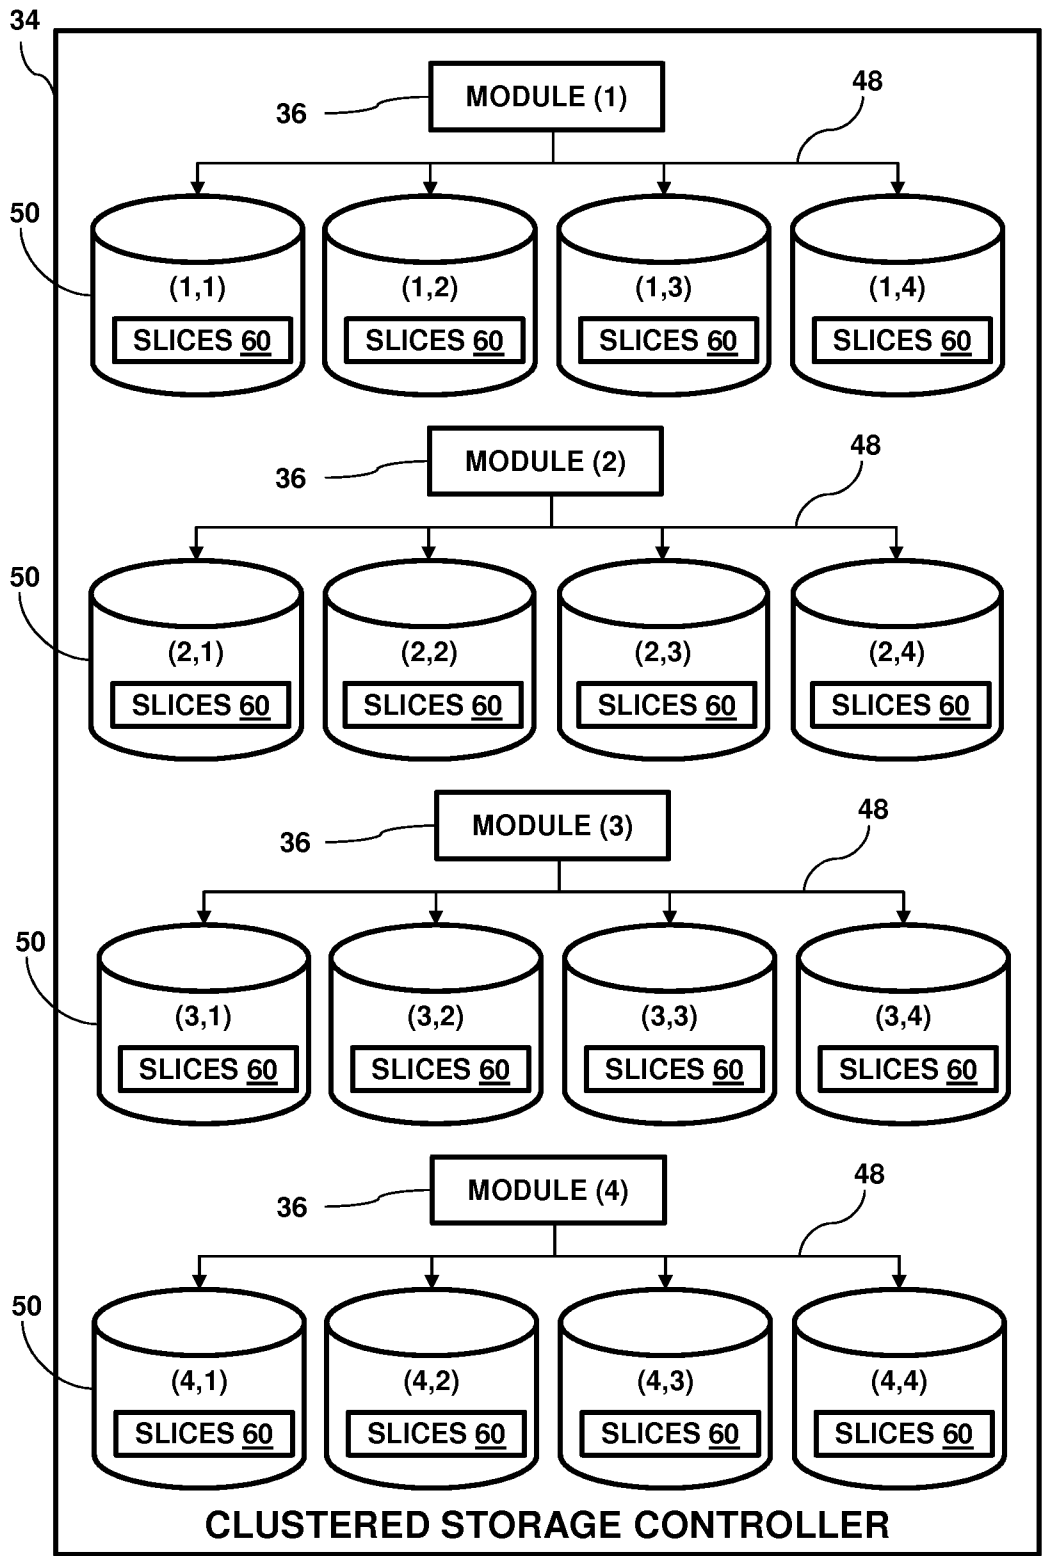 34
MODULE (1)
48
36
50
(1,1) (1,2) (1,3) (1,4)
SLICES 60 SLICES 60 SLICES 60 SLICES 60
MODULE (2)
48
36
50
(2,1) (2,2) (2,3) (2,4)
SLICES 60 SLICES 60 SLICES 60 SLICES 60
MODULE (3)
48
36
50
(3,1) (3,2) (3,3) (3,4)
SLICES 60 SLICES 60 SLICES 60 SLICES 60
MODULE (4)
48
36
50
(4,1) (4,2) (4,3) (4,4)
SLICES 60 SLICES 60 SLICES 60 SLICES 60
CLUSTERED STORAGE CONTROLLER